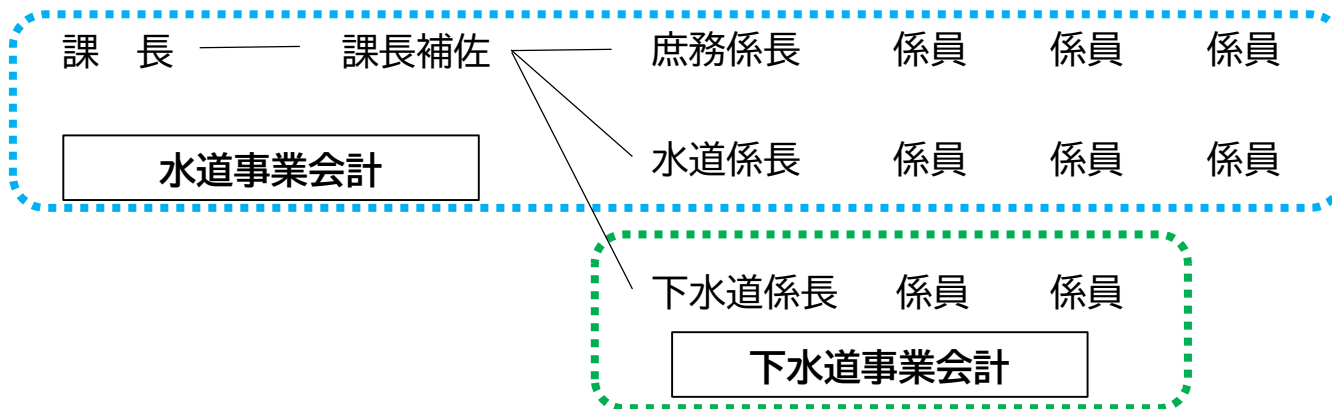 課　長 課長補佐 庶務係長 係員 係員 係員
水道事業会計 水道係長 係員 係員 係員
下水道係長 係員 係員
下水道事業会計